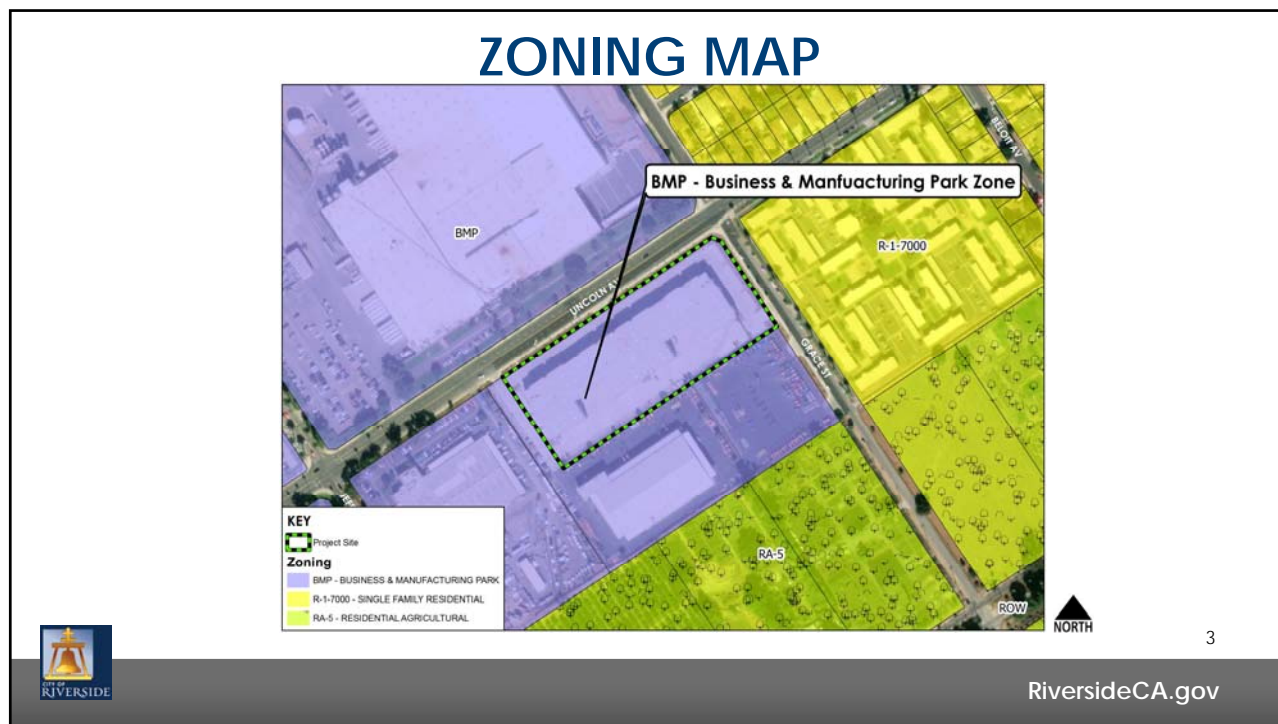 ZONING MAP
BELOIT AV
BMP - Business & Manfuacturing Park Zone
BMP
R-1-7000
LINCOLN AV
GRACE ST
KEY
Project Site
Zoning
BMP - BUSINESS & MANUFACTURING PARK
R-1-7000 - SINGLE FAMILY RESIDENTIAL
RA-5 - RESIDENTIAL AGRICULTURAL
RA-5
ROW
NORTH
3
CITY OF
RIVERSIDE
RiversideCA.gov